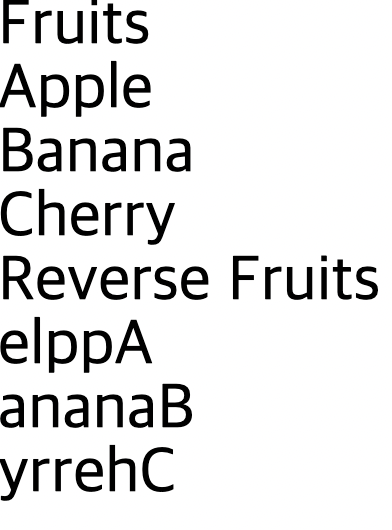 Fruits
Apple
Banana
Cherry
Reverse Fruits
elppA
ananaB
yrrehC